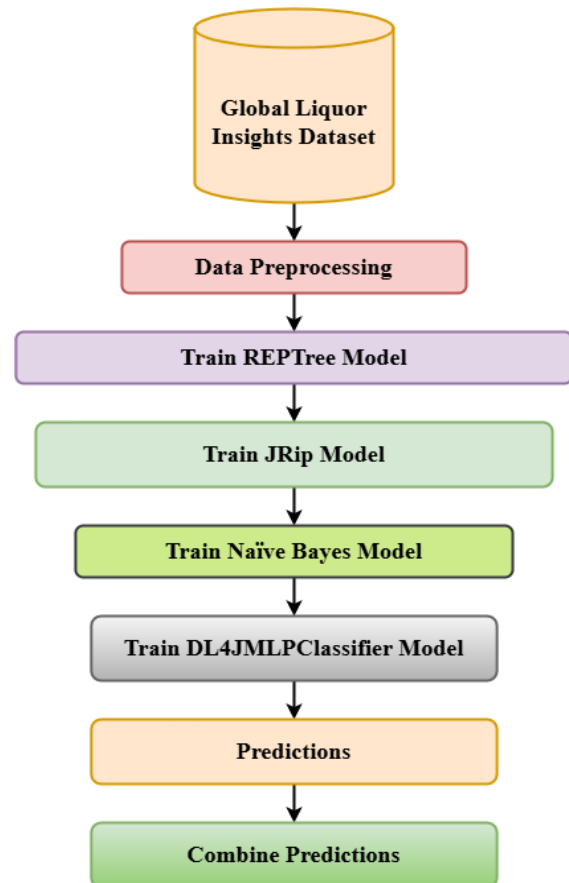 Global Liquor
Insights Dataset
Data Preprocessing
Train REPTree Model
Train JRip Model
Train Naïve Bayes Model
Train DL4JMLPClassifier Model
Predictions
Combine Predictions